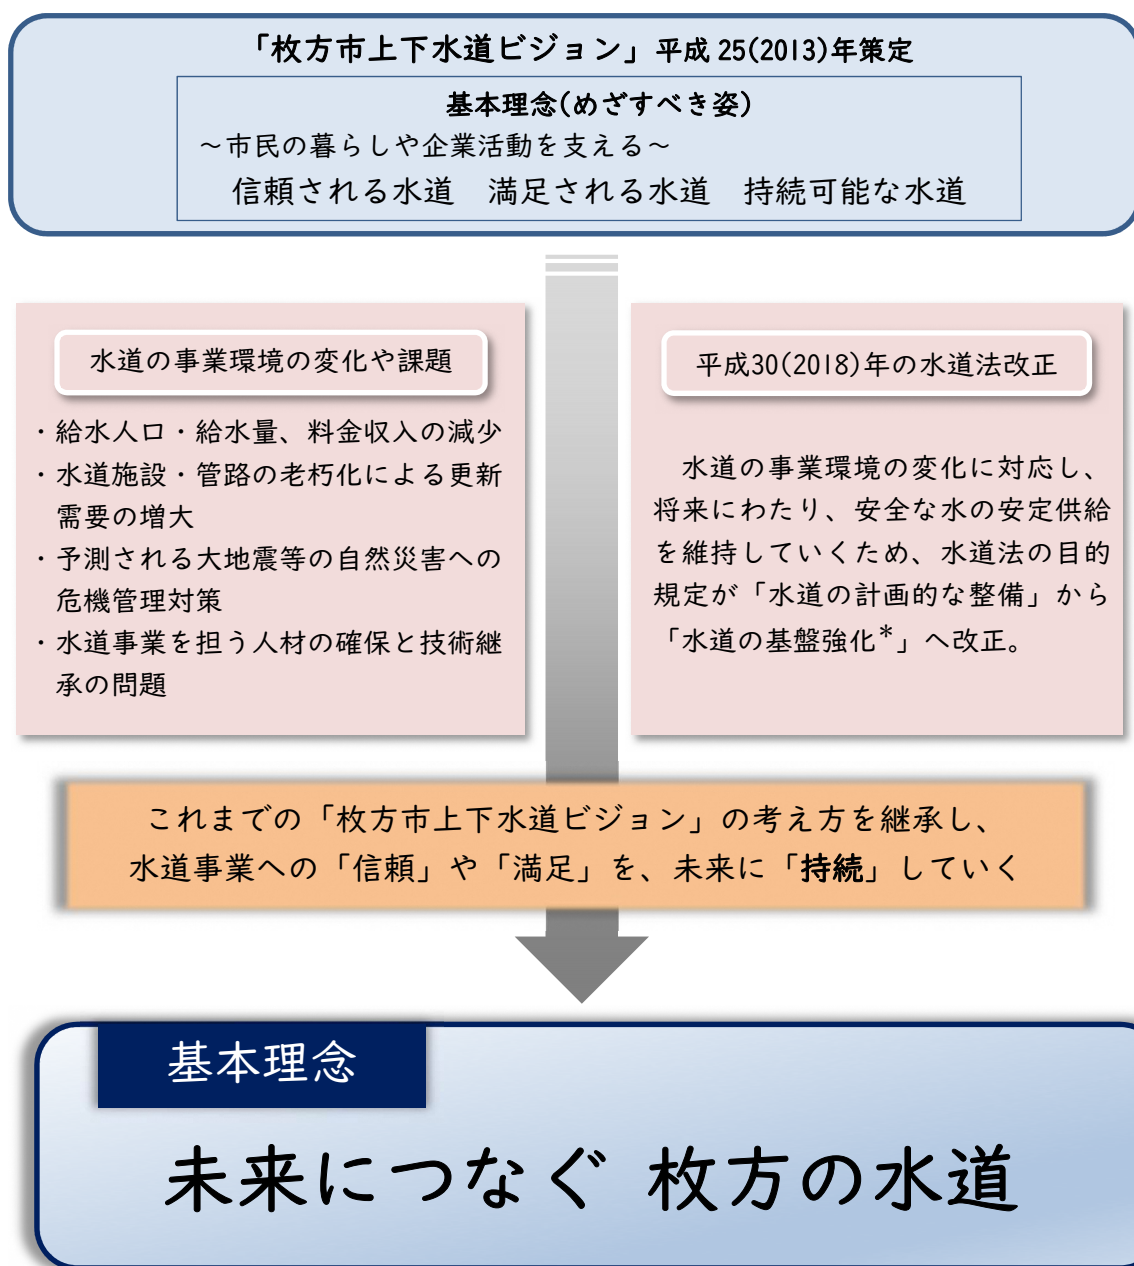 「枚方市上下水道ビジョン」平成 25(2013)年策定
基本理念(めざすべき姿)
～市民の暮らしや企業活動を支える～
信頼される水道　満足される水道　持続可能な水道
水道の事業環境の変化や課題
・給水人口・給水量、料金収入の減少
・水道施設・管路の老朽化による更新
需要の増大
・予測される大地震等の自然災害への
危機管理対策
・水道事業を担う人材の確保と技術継
承の問題
平成30(2018)年の水道法改正
水道の事業環境の変化に対応し、
将来にわたり、安全な水の安定供給
を維持していくため、水道法の目的
規定が「水道の計画的な整備」から
「水道の基盤強化*」へ改正。
これまでの「枚方市上下水道ビジョン」の考え方を継承し、
水道事業への「信頼」や「満足」を、未来に「持続」していく
基本理念
未来につなぐ 枚方の水道